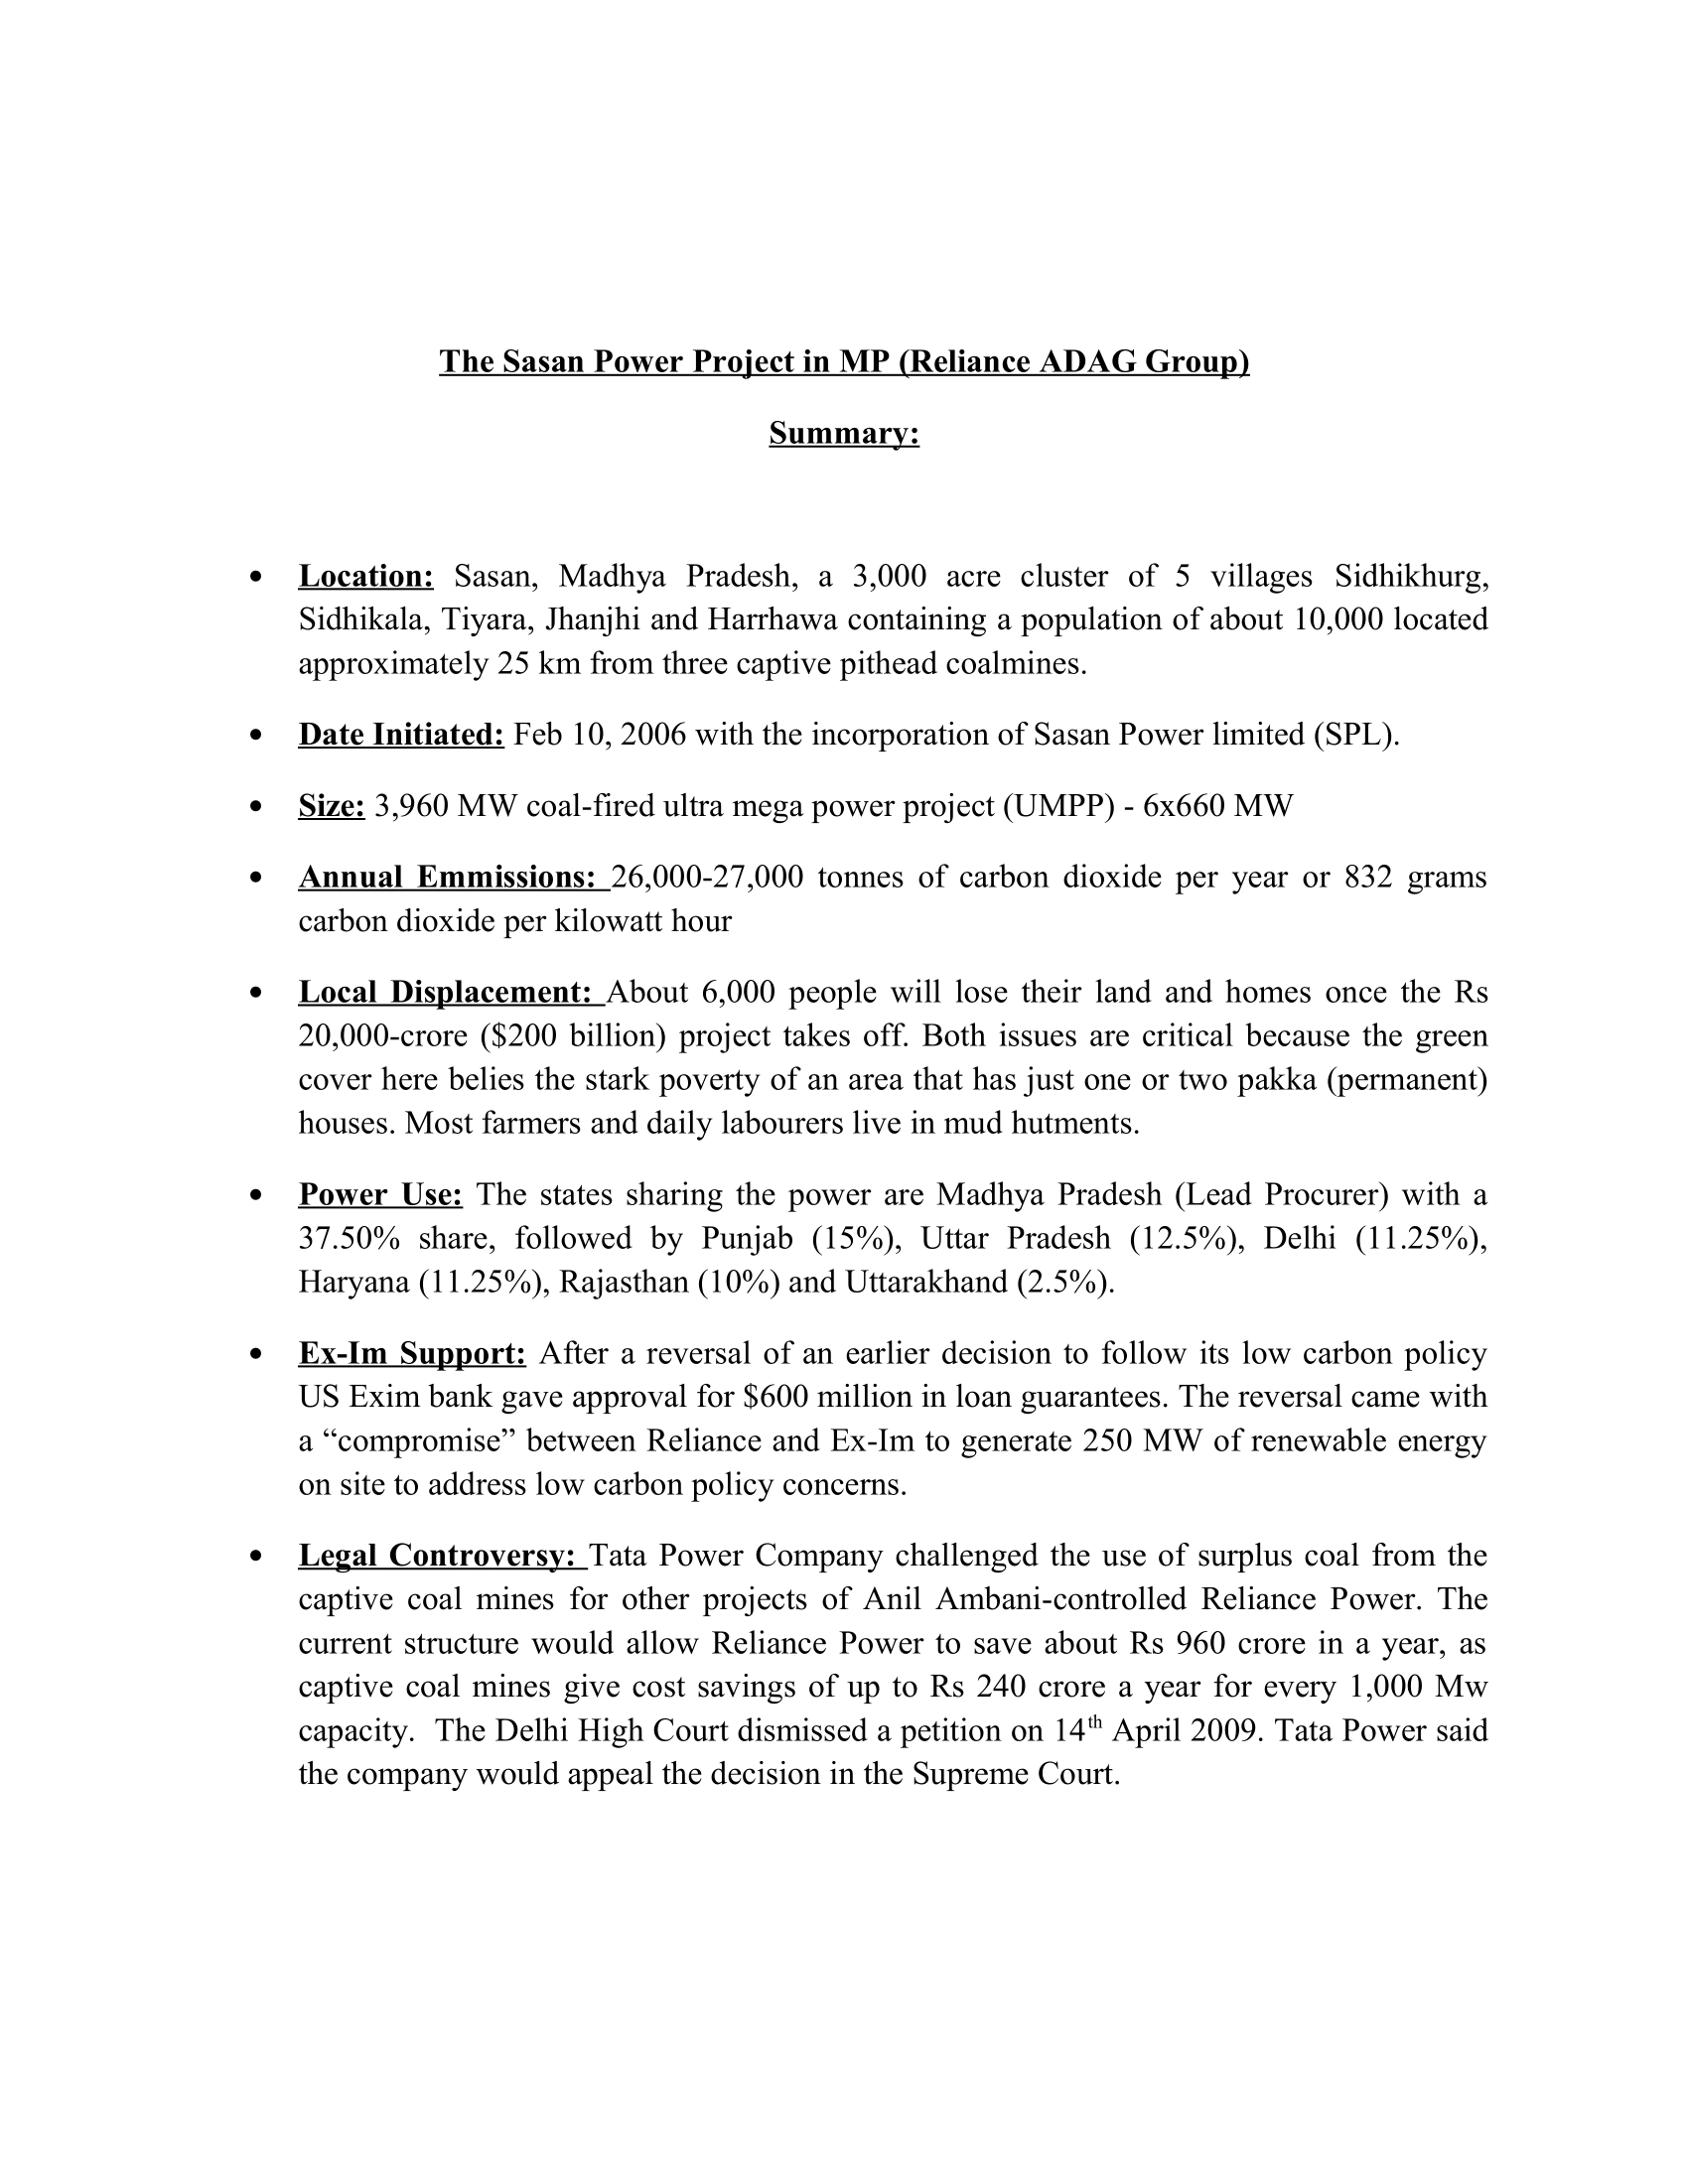 The Sasan Power Project in MP (Reliance ADAG Group)
Summary:
• Location: Sasan, Madhya Pradesh, a 3,000 acre cluster of 5 villages Sidhikhurg,
Sidhikala, Tiyara, Jhanjhi and Harrhawa containing a population of about 10,000 located
approximately 25 km from three captive pithead coalmines.
• Date Initiated: Feb 10, 2006 with the incorporation of Sasan Power limited (SPL).
• Size: 3,960 MW coal-fired ultra mega power project (UMPP) - 6x660 MW
• Annual Emmissions: 26,000-27,000 tonnes of carbon dioxide per year or 832 grams
carbon dioxide per kilowatt hour
• Local Displacement: About 6,000 people will lose their land and homes once the Rs
20,000-crore ($200 billion) project takes off. Both issues are critical because the green
cover here belies the stark poverty of an area that has just one or two pakka (permanent)
houses. Most farmers and daily labourers live in mud hutments.
• Power Use: The states sharing the power are Madhya Pradesh (Lead Procurer) with a
37.50% share, followed by Punjab (15%), Uttar Pradesh (12.5%), Delhi (11.25%),
Haryana (11.25%), Rajasthan (10%) and Uttarakhand (2.5%).
• Ex-Im Support: After a reversal of an earlier decision to follow its low carbon policy
US Exim bank gave approval for $600 million in loan guarantees. The reversal came with
a “compromise” between Reliance and Ex-Im to generate 250 MW of renewable energy
on site to address low carbon policy concerns.
• Legal Controversy: Tata Power Company challenged the use of surplus coal from the
captive coal mines for other projects of Anil Ambani-controlled Reliance Power. The
current structure would allow Reliance Power to save about Rs 960 crore in a year, as
captive coal mines give cost savings of up to Rs 240 crore a year for every 1,000 Mw
capacity.  The Delhi High Court dismissed a petition on 14th April 2009. Tata Power said
the company would appeal the decision in the Supreme Court.